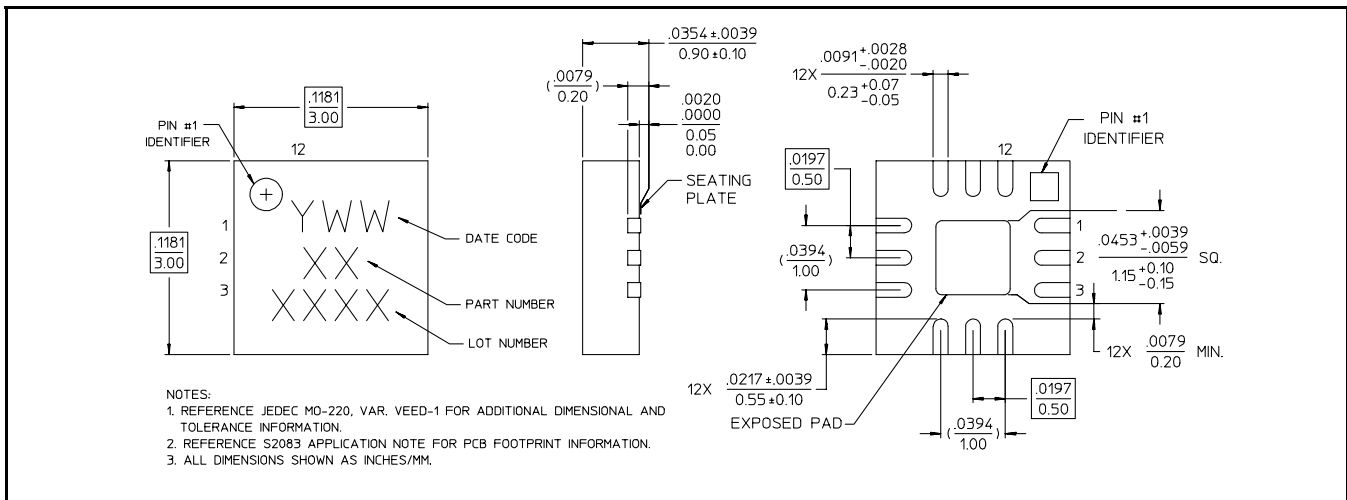 .1181
3.00
PIN #1
IDENTIFIER
12
.1181
3.00
1
2
3
YWW
XX
XXXX
DATE CODE
PART NUMBER
LOT NUMBER
.0354±.0039
0.90±0.10
(.0079)
0.20
.0020
.0000
0.05
0.00
SEATING
PLATE
12X .0091 +.0028 -.0020
0.23 +0.07 -0.05
.0197
0.50
12
PIN #1
IDENTIFIER
(.0394)
1.00
1
2
3
.0453 +.0039 -.0059 SQ.
1.15 +0.10 -0.15
12X .0079 MIN.
0.20
12X .0217±.0039
0.55±0.10
EXPOSED PAD
(.0394)
1.00
.0197
0.50
NOTES:
1. REFERENCE JEDEC MO-220, VAR. VEED-1 FOR ADDITIONAL DIMENSIONAL AND
TOLERANCE INFORMATION.
2. REFERENCE S2083 APPLICATION NOTE FOR PCB FOOTPRINT INFORMATION.
3. ALL DIMENSIONS SHOWN AS INCHES/MM.